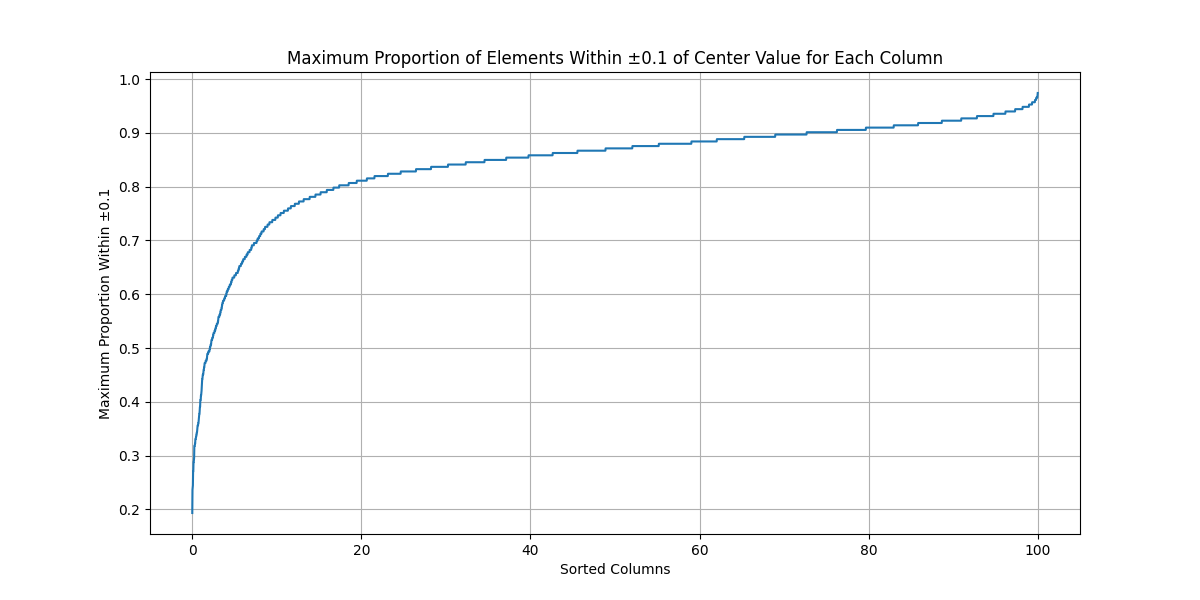 Maximum Proportion of Elements Within ±0.1 of Center Value for Each Column
Maximum Proportion Within ±0.1
1.0
0.9
0.8
0.7
0.6
0.5
0.4
0.3
0.2
0 20 40 60 80 100
Sorted Columns